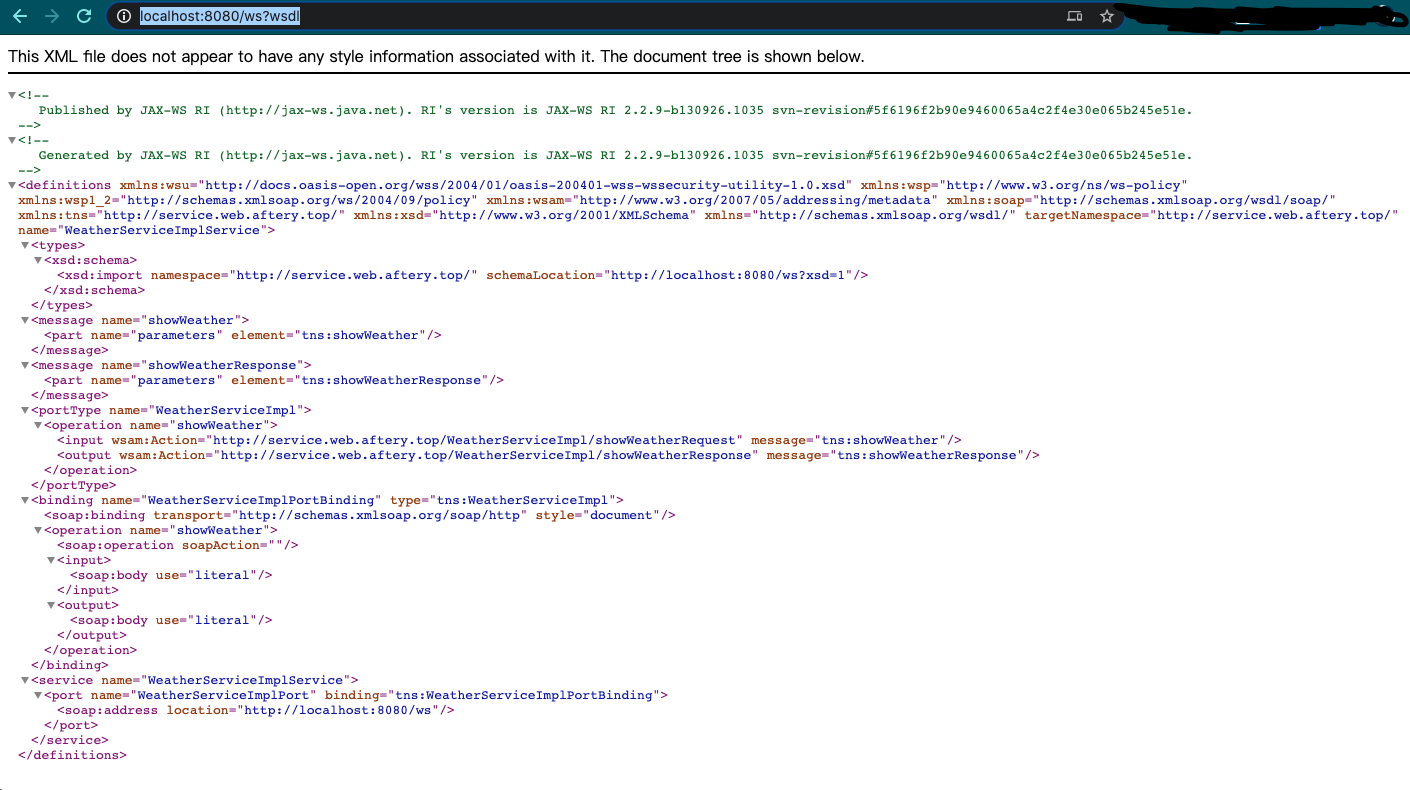 localhost:8080/ws?wsdl
This XML file does not appear to have any style information associated with it. The document tree is shown below.
<!--
Published by JAX-WS RI (http://jax-ws.java.net). RI's version is JAX-WS RI 2.2.9-b130926.1035 svn-revision#5f6196f2b90e9460065a4c2f4e30e065b245e51e.
-->
<!--
Generated by JAX-WS RI (http://jax-ws.java.net). RI's version is JAX-WS RI 2.2.9-b130926.1035 svn-revision#5f6196f2b90e9460065a4c2f4e30e065b245e51e.
-->
<definitions xmlns:wsu="http://docs.oasis-open.org/wss/2004/01/oasis-200401-wss-wssecurity-utility-1.0.xsd" xmlns:wsp="http://www.w3.org/ns/ws-policy"
xmlns:wsp1_2="http://schemas.xmlsoap.org/ws/2004/09/policy" xmlns:wsam="http://www.w3.org/2007/05/addressing/metadata" xmlns:soap="http://schemas.xmlsoap.org/wsdl/soap/"
xmlns:tns="http://service.web.aftery.top/" xmlns:xsd="http://www.w3.org/2001/XMLSchema" xmlns="http://schemas.xmlsoap.org/wsdl/" targetNamespace="http://service.web.aftery.top/"
name="WeatherServiceImplService">
<types>
<xsd:schema>
<xsd:import namespace="http://service.web.aftery.top/" schemaLocation="http://localhost:8080/ws?xsd=1"/>
</xsd:schema>
</types>
<message name="showWeather">
<part name="parameters" element="tns:showWeather"/>
</message>
<message name="showWeatherResponse">
<part name="parameters" element="tns:showWeatherResponse"/>
</message>
<portType name="WeatherServiceImpl">
<operation name="showWeather">
<input wsam:Action="http://service.web.aftery.top/WeatherServiceImpl/showWeatherRequest" message="tns:showWeather"/>
<output wsam:Action="http://service.web.aftery.top/WeatherServiceImpl/showWeatherResponse" message="tns:showWeatherResponse"/>
</operation>
</portType>
<binding name="WeatherServiceImplPortBinding" type="tns:WeatherServiceImpl">
<soap:binding transport="http://schemas.xmlsoap.org/soap/http" style="document"/>
<operation name="showWeather">
<soap:operation soapAction=""/>
<input>
<soap:body use="literal"/>
</input>
<output>
<soap:body use="literal"/>
</output>
</operation>
</binding>
<service name="WeatherServiceImplService">
<port name="WeatherServiceImplPort" binding="tns:WeatherServiceImplPortBinding">
<soap:address location="http://localhost:8080/ws"/>
</port>
</service>
</definitions>